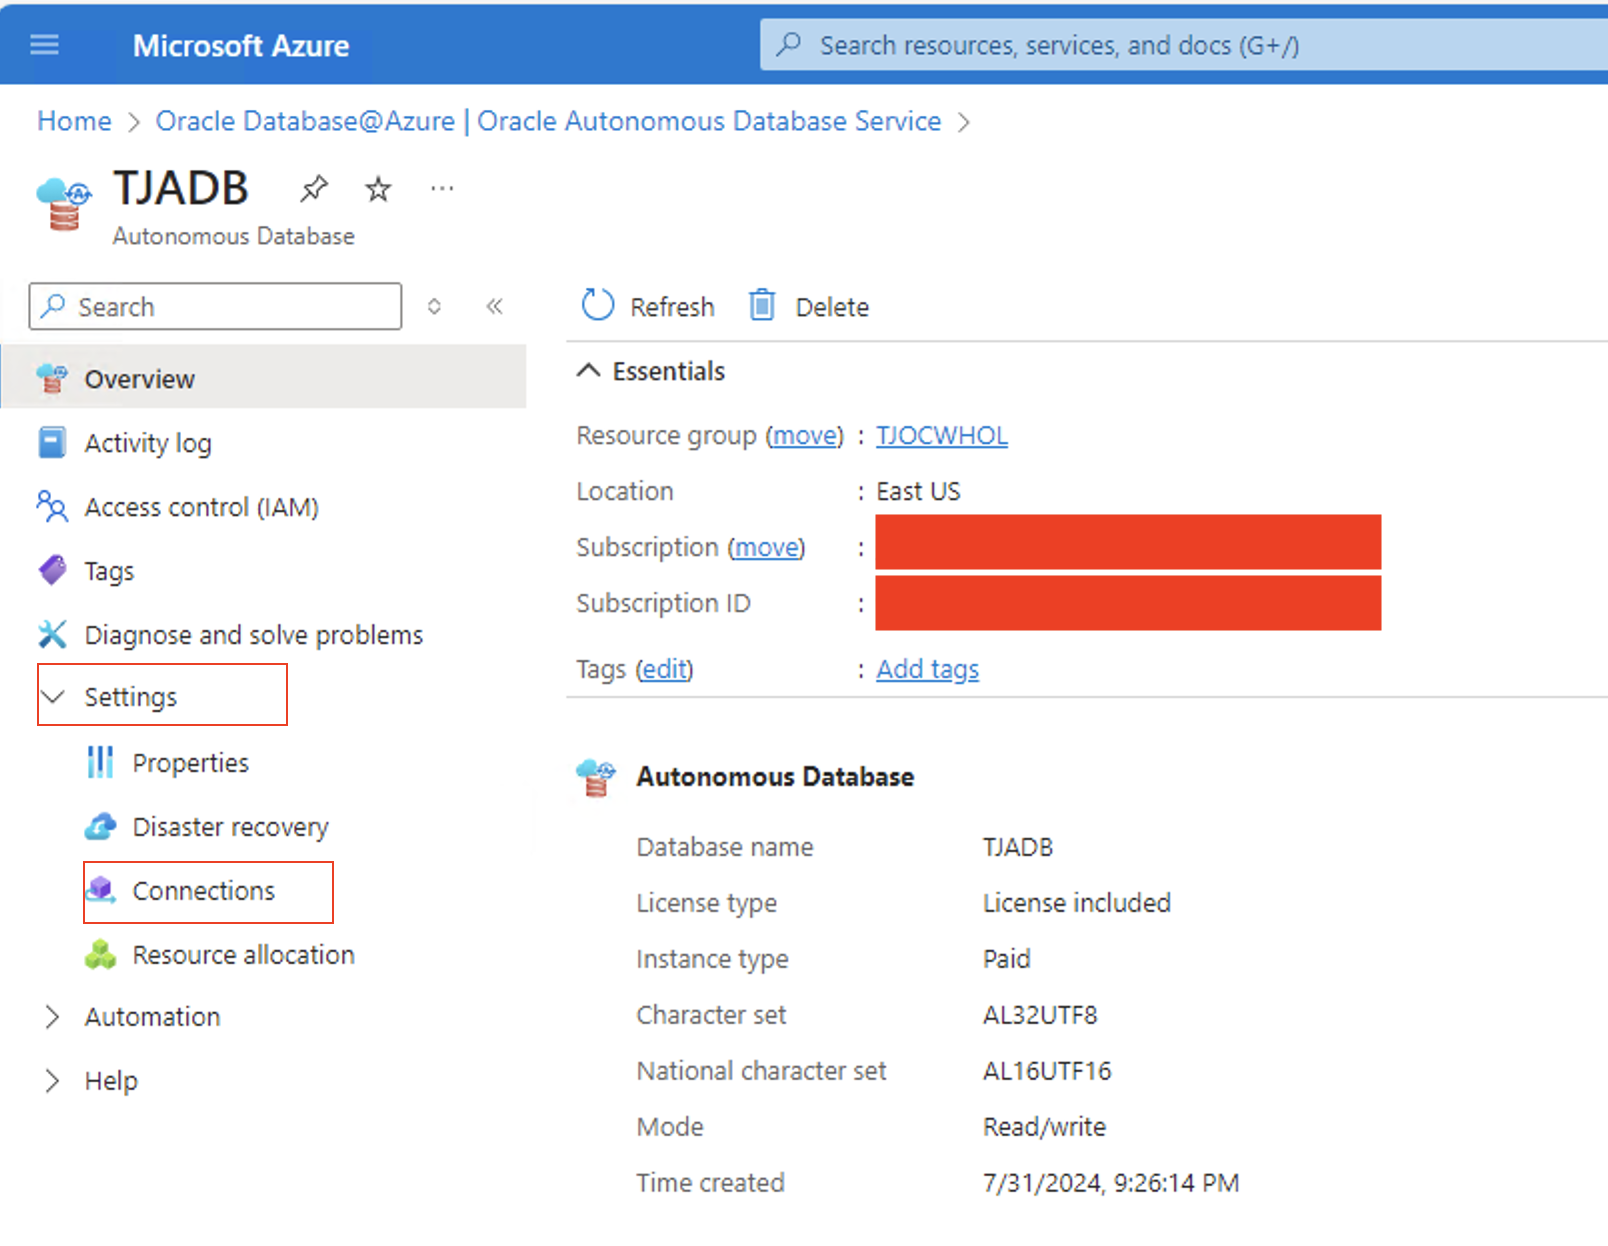 Microsoft Azure
Search resources, services, and docs (G+/)
Home > Oracle Database@Azure | Oracle Autonomous Database Service >
TJADB ...
Autonomous Database
Search
Refresh
Delete
Overview
Activity log
Access control (IAM)
Tags
Diagnose and solve problems
Settings
Properties
Disaster recovery
Connections
Resource allocation
Automation
Help
Essentials
Resource group (move) : TJOCWHOL
Location : East US
Subscription (move) :
Subscription ID :
Tags (edit) : Add tags
Autonomous Database
Database name TJADB
License type License included
Instance type Paid
Character set AL32UTF8
National character set AL16UTF16
Mode Read/write
Time created 7/31/2024, 9:26:14 PM